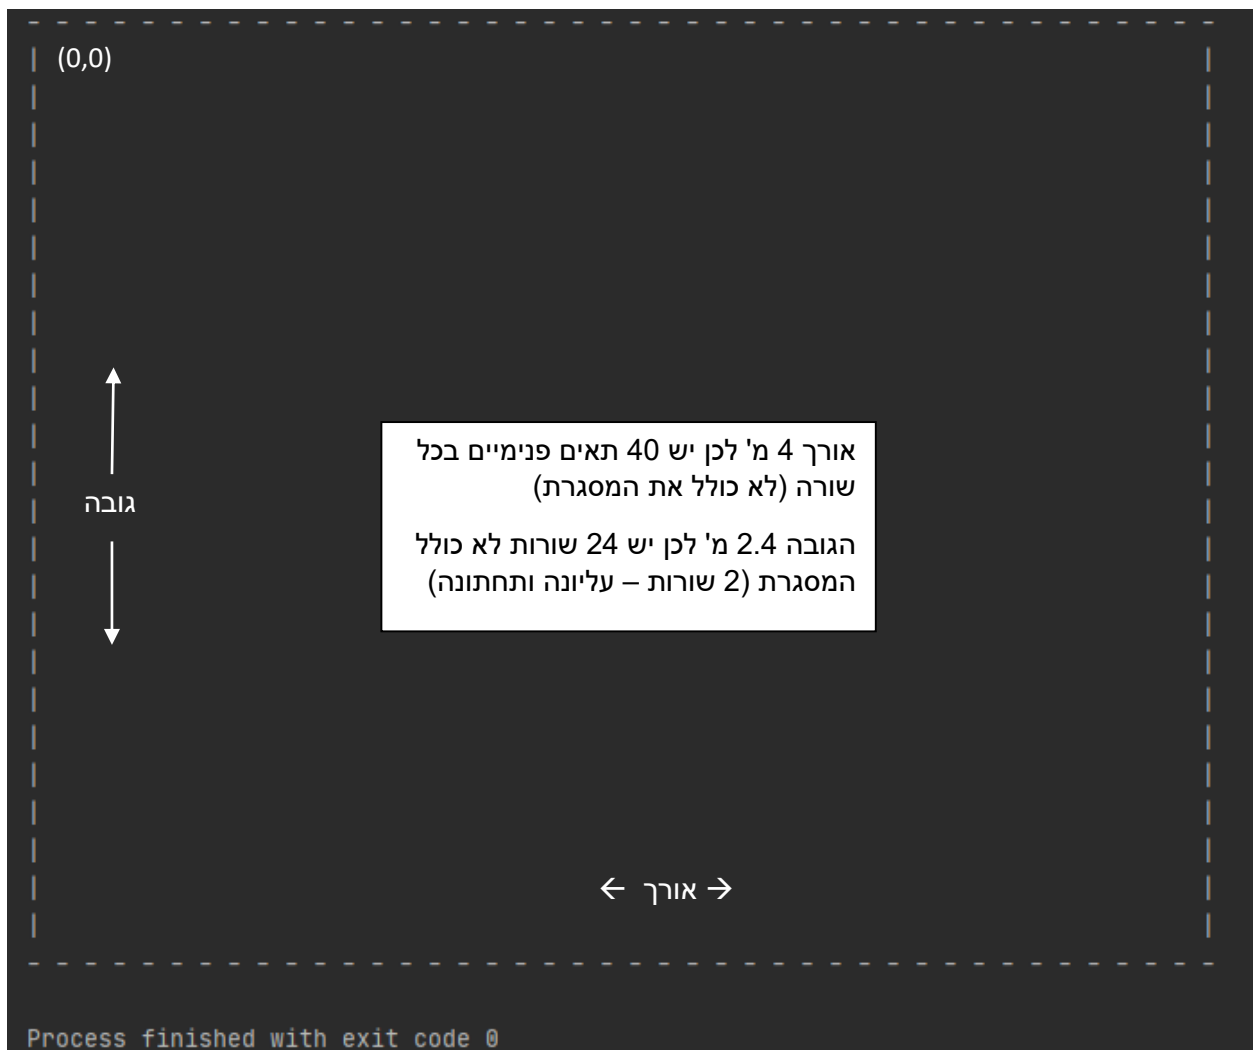 (0,0)
אורך 4 מ' לכן יש 40 תאים פנימיים בכל
שורה (לא כולל את המסגרת)
גובה
הגובה 2.4 מ' לכן יש 24 שורות לא כולל
המסגרת (2 שורות – עליונה ותחתונה)
← אורך →
Process finished with exit code 0